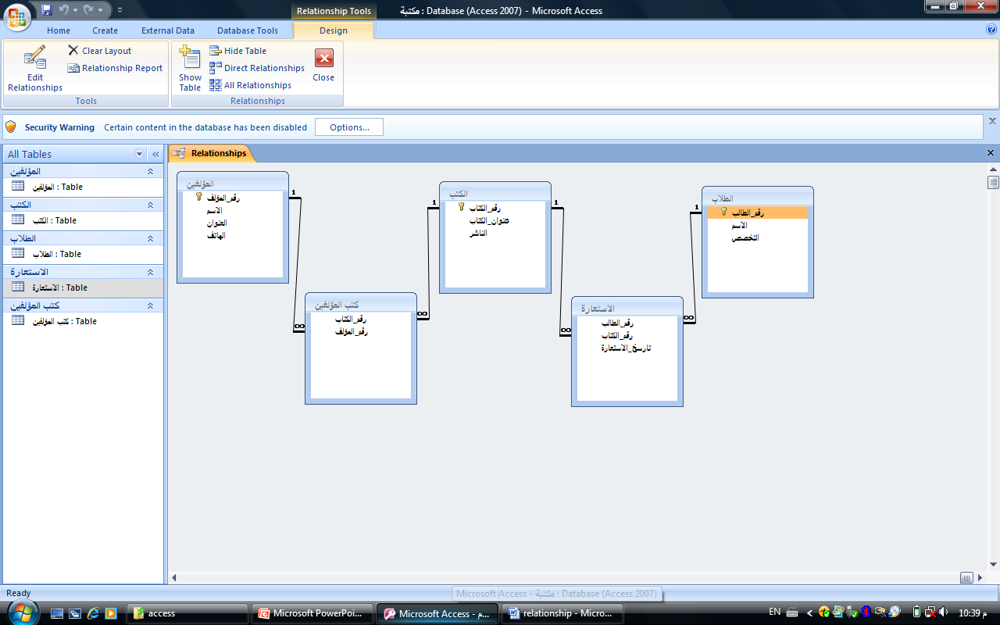 Relationship Tools
مكتبة : Database (Access 2007) - Microsoft Access
Home
Create
External Data
Database Tools
Design
Edit Relationships
Clear Layout
Relationship Report
Tools
Show Table
Hide Table
Direct Relationships
All Relationships
Close
Relationships
Security Warning
Certain content in the database has been disabled
Options...
All Tables
المؤلفين
المؤلفين : Table
الكتب
الكتب : Table
الطلاب
الطلاب : Table
الاستعارة
الاستعارة : Table
كتب المؤلفين
كتب المؤلفين : Table
Relationships
المؤلفين
رقم_المؤلف
الاسم
العنوان
الهاتف
1
∞
كتب المؤلفين
رقم_الكتاب
رقم_المؤلف
∞
1
الكتب
رقم_الكتاب
عنوان_الكتاب
الناشر
1
∞
الاستعارة
رقم_الطالب
رقم_الكتاب
تارسخ_الاستعارة
∞
1
الطلاب
رقم_الطالب
الاسم
التخصص
Ready
Microsoft Access - مكتبة : Database (Access 2007)
access
Microsoft PowerPoi...
Microsoft Access - م...
relationship - Micro...
EN
10:39 م